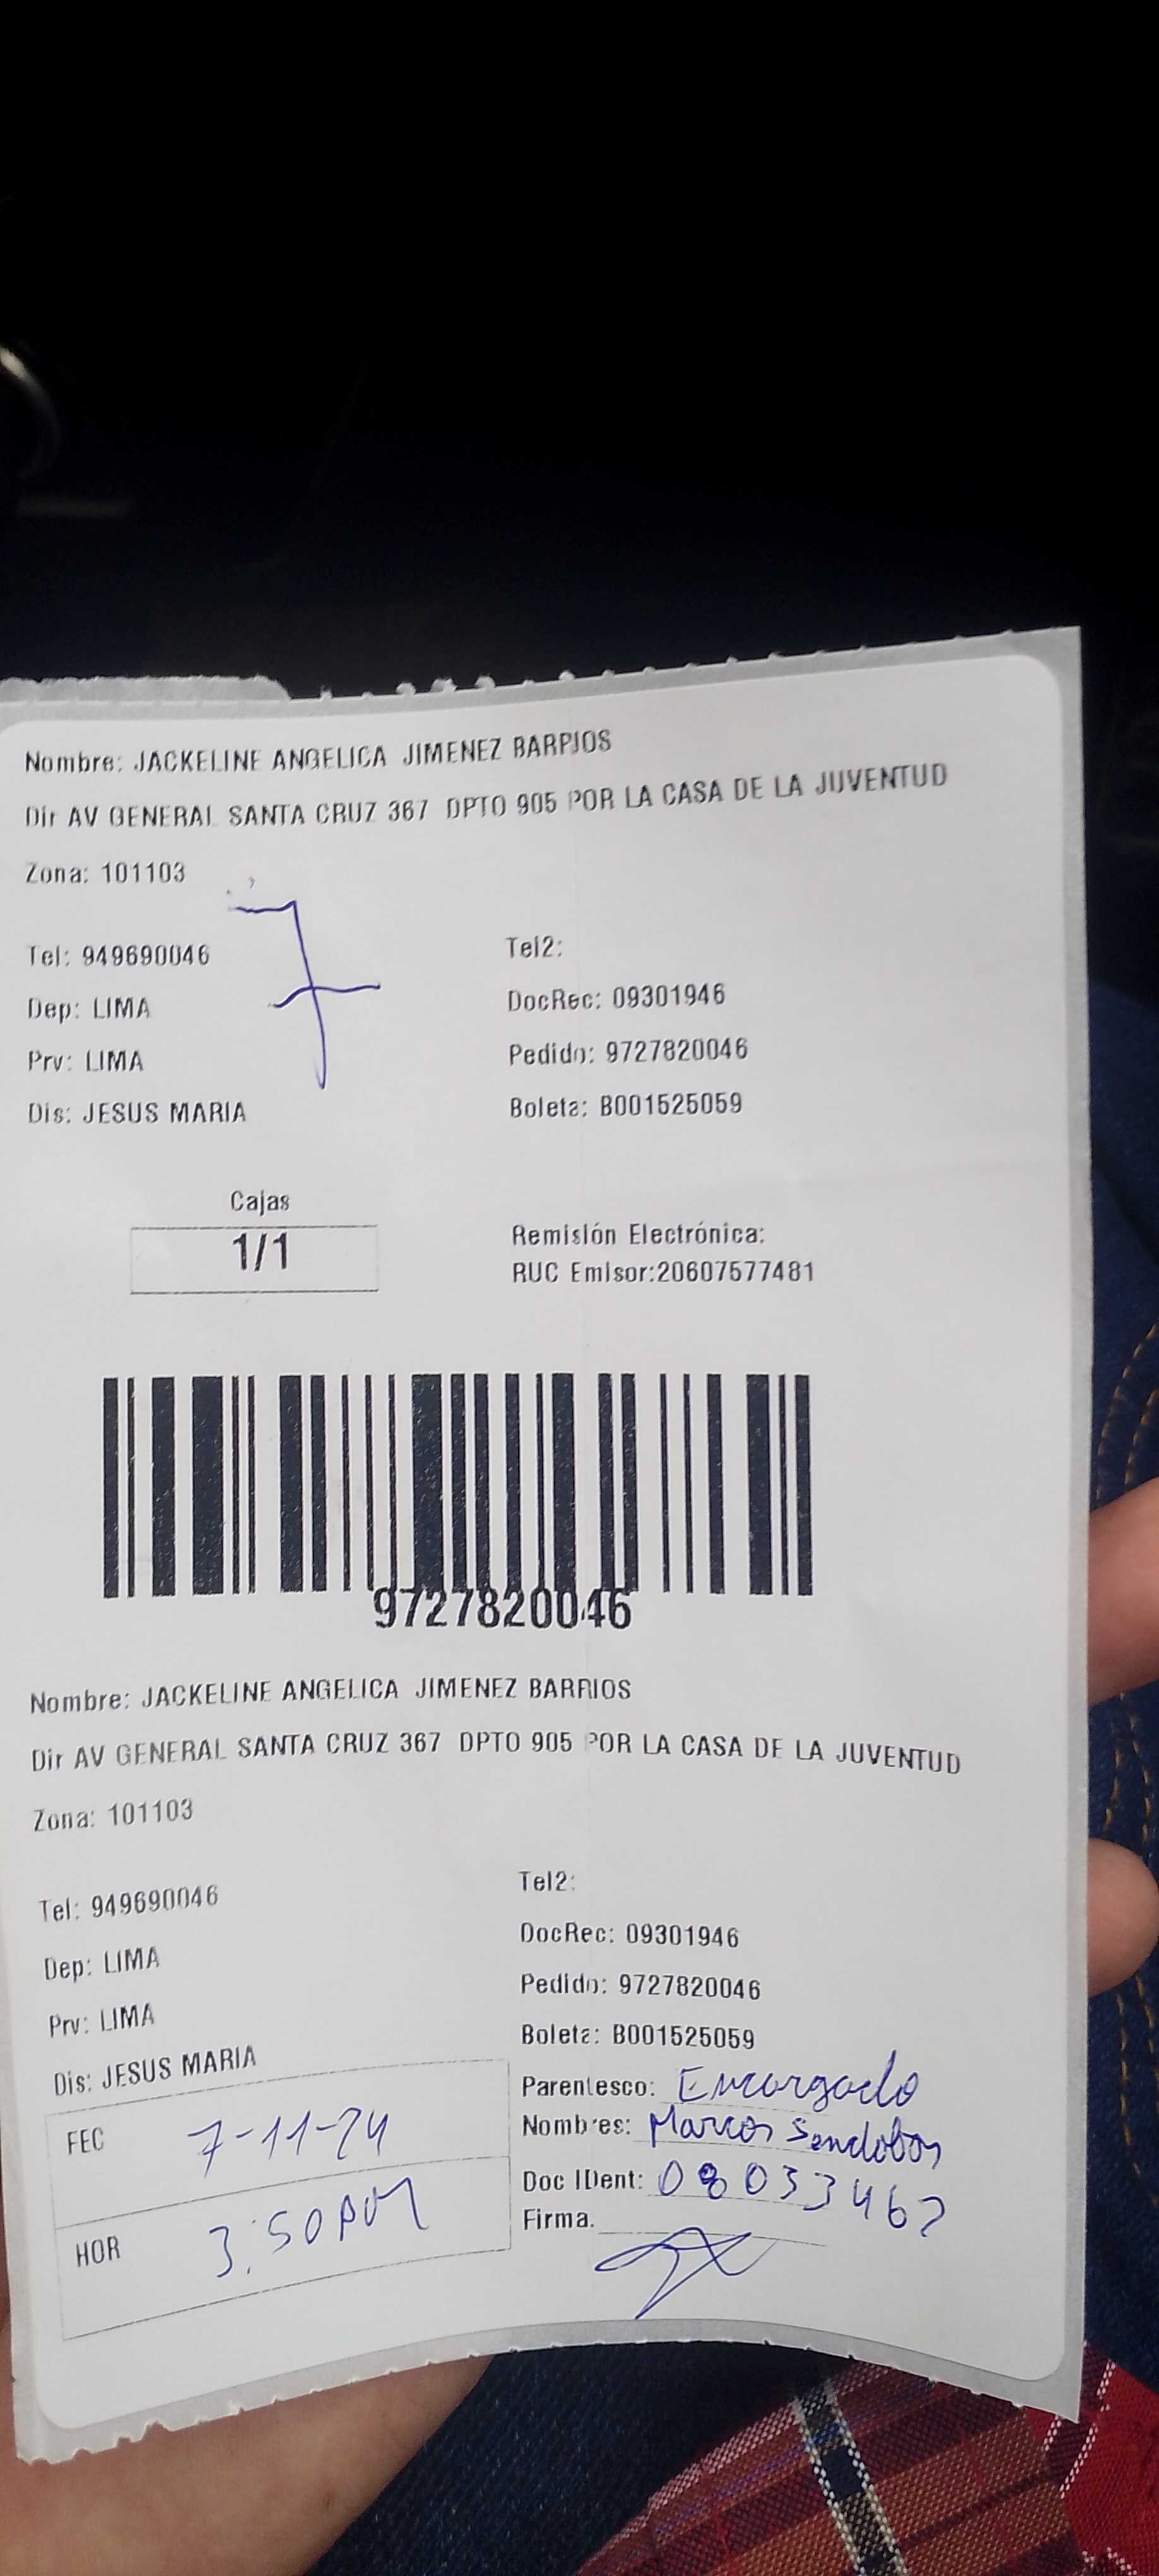 Nombre: JACKELINE ANGELICA JIMENEZ BARRIOS
Dir AV GENERAL SANTA CRUZ 367 DPTO 905 POR LA CASA DE LA JUVENTUD
Zona: 101103
7
Tel: 949690046 Tel2:
Dep: LIMA DocRec: 09301946
Prv: LIMA Pedido: 9727820046
Dis: JESUS MARIA Boleta: B001525059
Cajas
1/1
Remisión Electrónica:
RUC Emisor:20607577481
9727820046
Nombre: JACKELINE ANGELICA JIMENEZ BARRIOS
Dir AV GENERAL SANTA CRUZ 367 DPTO 905 POR LA CASA DE LA JUVENTUD
Zona: 101103
Tel: 949690046 Tel2:
Dep: LIMA DocRec: 09301946
Prv: LIMA Pedido: 9727820046
Dis: JESUS MARIA Boleta: B001525059
Parentesco: Encargado
FEC 7-11-24 Nombres: Marcos
Doc IDent: 08033467
HOR 3:50 PM Firma.